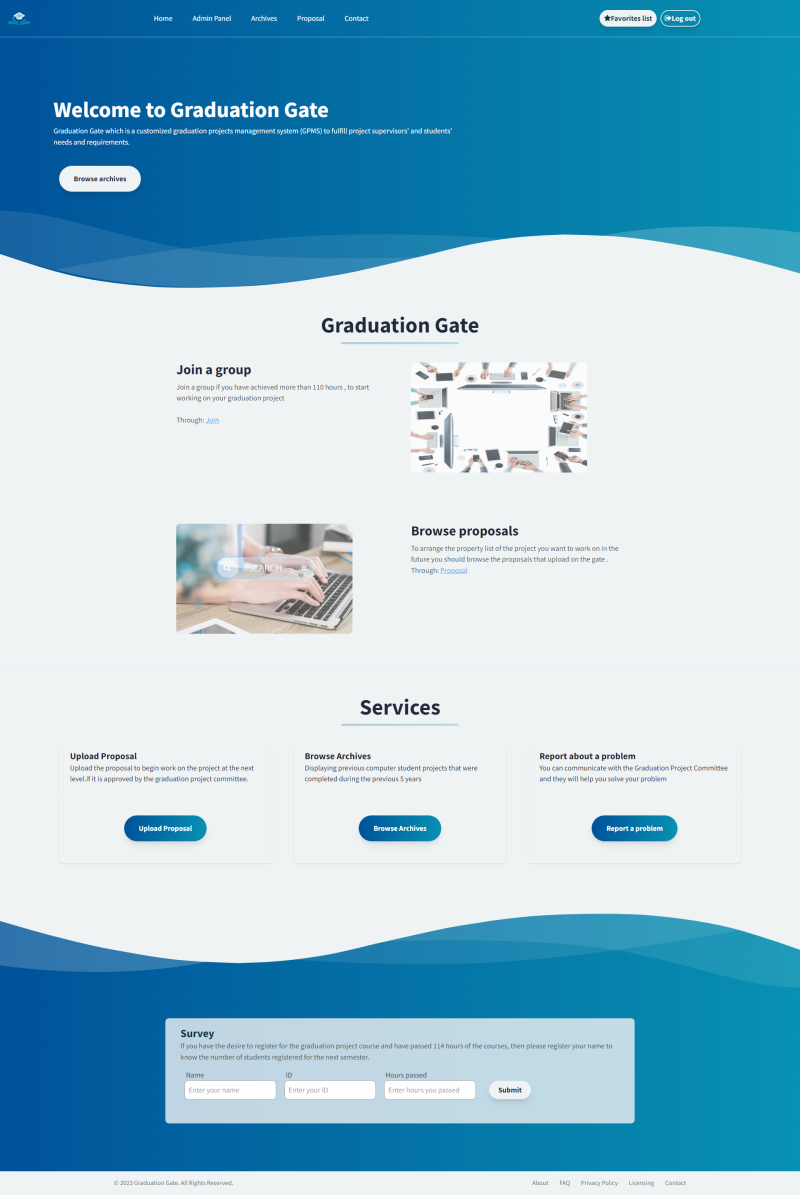 Home
Admin Panel
Archives
Proposal
Contact
Favorites list
Log out
Welcome to Graduation Gate
Graduation Gate which is a customized graduation projects management system (GPMS) to fulfill project supervisors' and students'
needs and requirements.
Browse archives
Graduation Gate
Join a group
Join a group if you have achieved more than 110 hours , to start
working on your graduation project
Through: Join
SEARCH
Browse proposals
To arrange the property list of the project you want to work on in the
future you should browse the proposals that upload on the gate .
Through: Proposal
Services
Upload Proposal
Upload the proposal to begin work on the project at the next
level.if it is approved by the graduation project committee.
Upload Proposal
Browse Archives
Displaying previous computer student projects that were
completed during the previous 5 years
Browse Archives
Report about a problem
You can communicate with the Graduation Project Committee
and they will help you solve your problem
Report a problem
Survey
If you have the desire to register for the graduation project course and have passed 114 hours of the courses, then please register your name to
know the number of students registered for the next semester.
Name
ID
Hours passed
Enter your name
Enter your ID
Enter hours you passed
Submit
© 2023 Graduation Gate. All Rights Reserved.
About
FAQ
Privacy Policy
Licensing
Contact